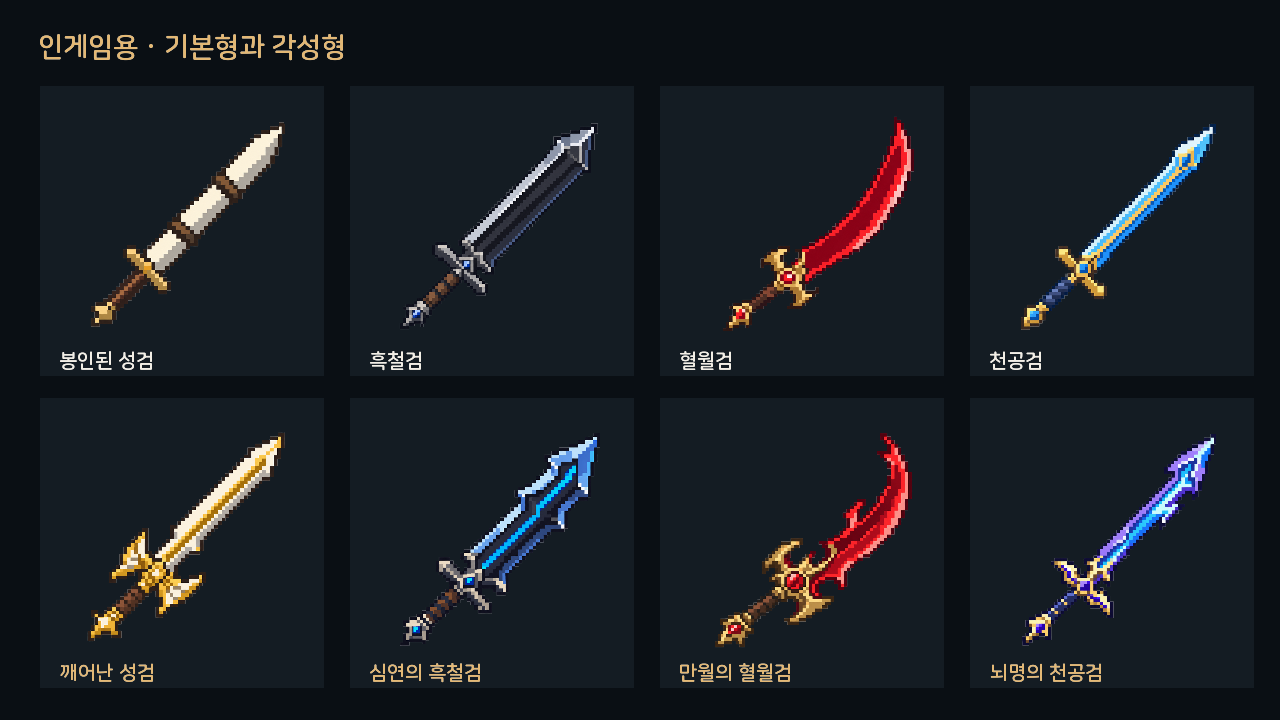 인게임용 · 기본형과 각성형
봉인된 성검
흑철검
혈월검
천공검
깨어난 성검
심연의 흑철검
만월의 혈월검
뇌명의 천공검